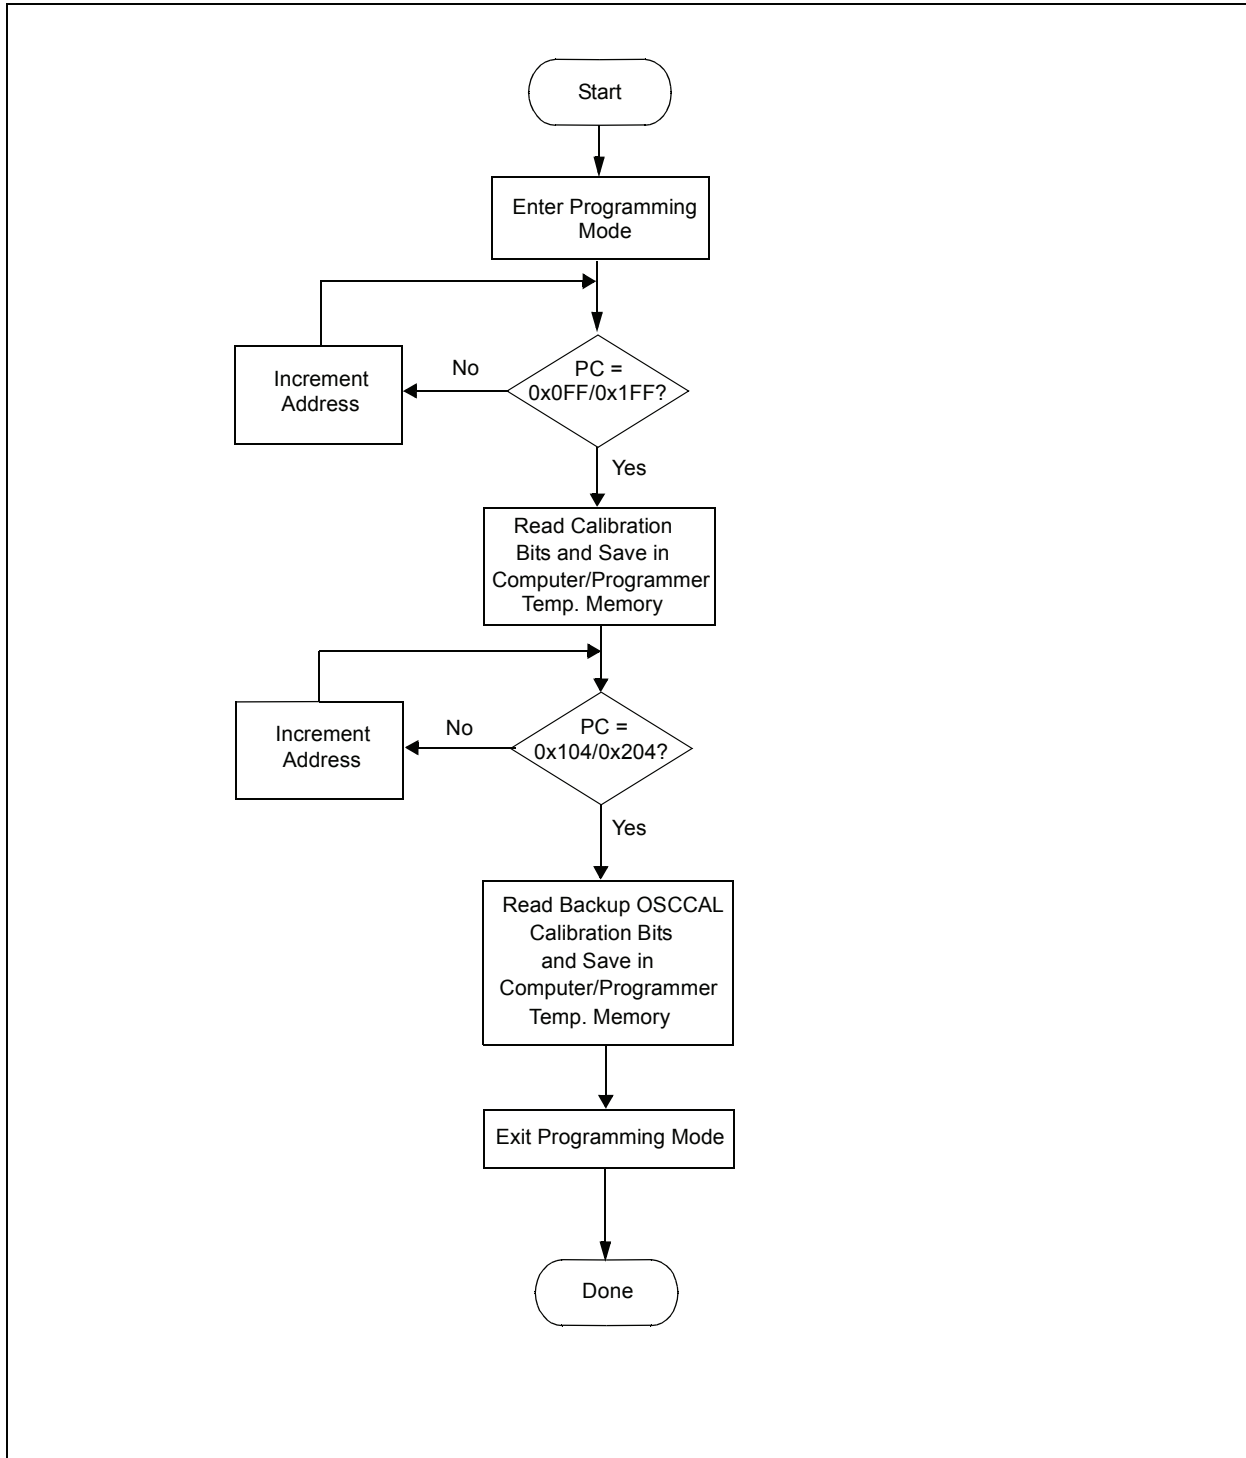 Start
Enter Programming
Mode
No
PC =
0x0FF/0x1FF?
Increment
Address
Yes
Read Calibration
Bits and Save in
Computer/Programmer
Temp. Memory
No
PC =
0x104/0x204?
Increment
Address
Yes
Read Backup OSCCAL
Calibration Bits
and Save in
Computer/Programmer
Temp. Memory
Exit Programming Mode
Done